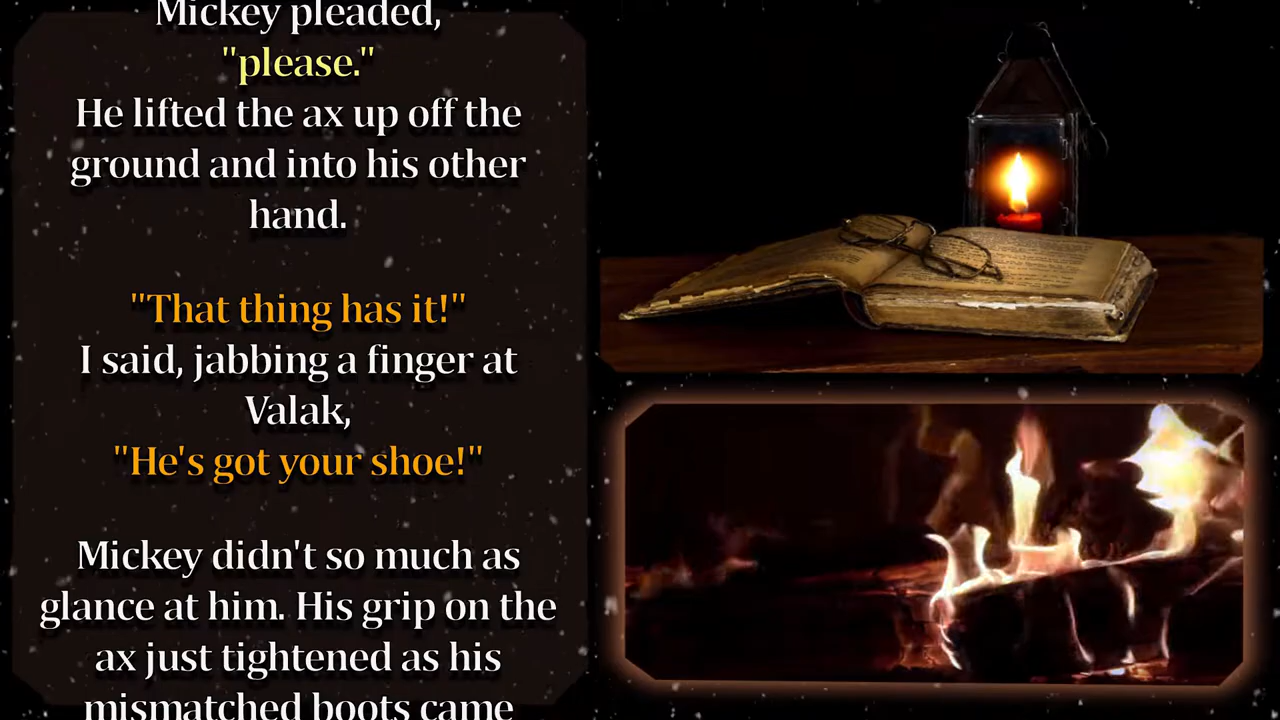 Mickey pleaded,
"please."
He lifted the ax up off the
ground and into his other
hand.
"That thing has it!"
I said, jabbing a finger at
Valak,
"He's got your shoe!"
Mickey didn't so much as
glance at him. His grip on the
ax just tightened as his
mismatched boots came